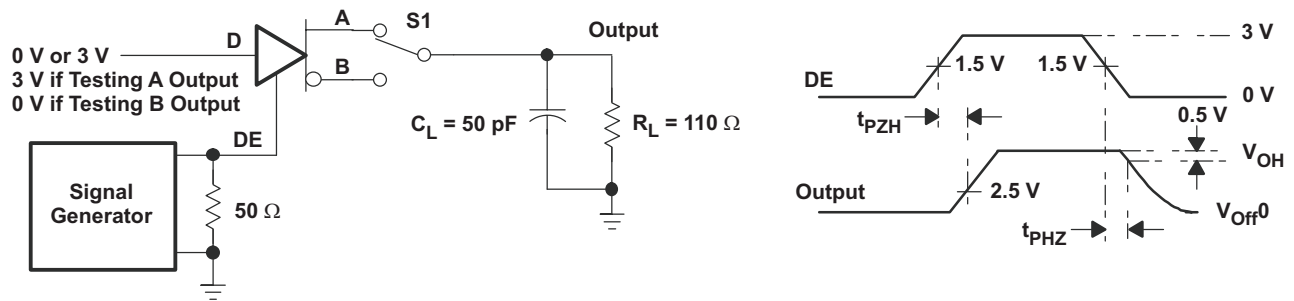 0 V or 3 V
3 V if Testing A Output
0 V if Testing B Output
D
A
S1
B
Output
DE
C_L = 50 pF
R_L = 110 Ω
Signal
Generator
50 Ω
3 V
1.5 V
1.5 V
DE
0 V
t_PZH
0.5 V
V_OH
Output
2.5 V
t_PHZ
V_Off0